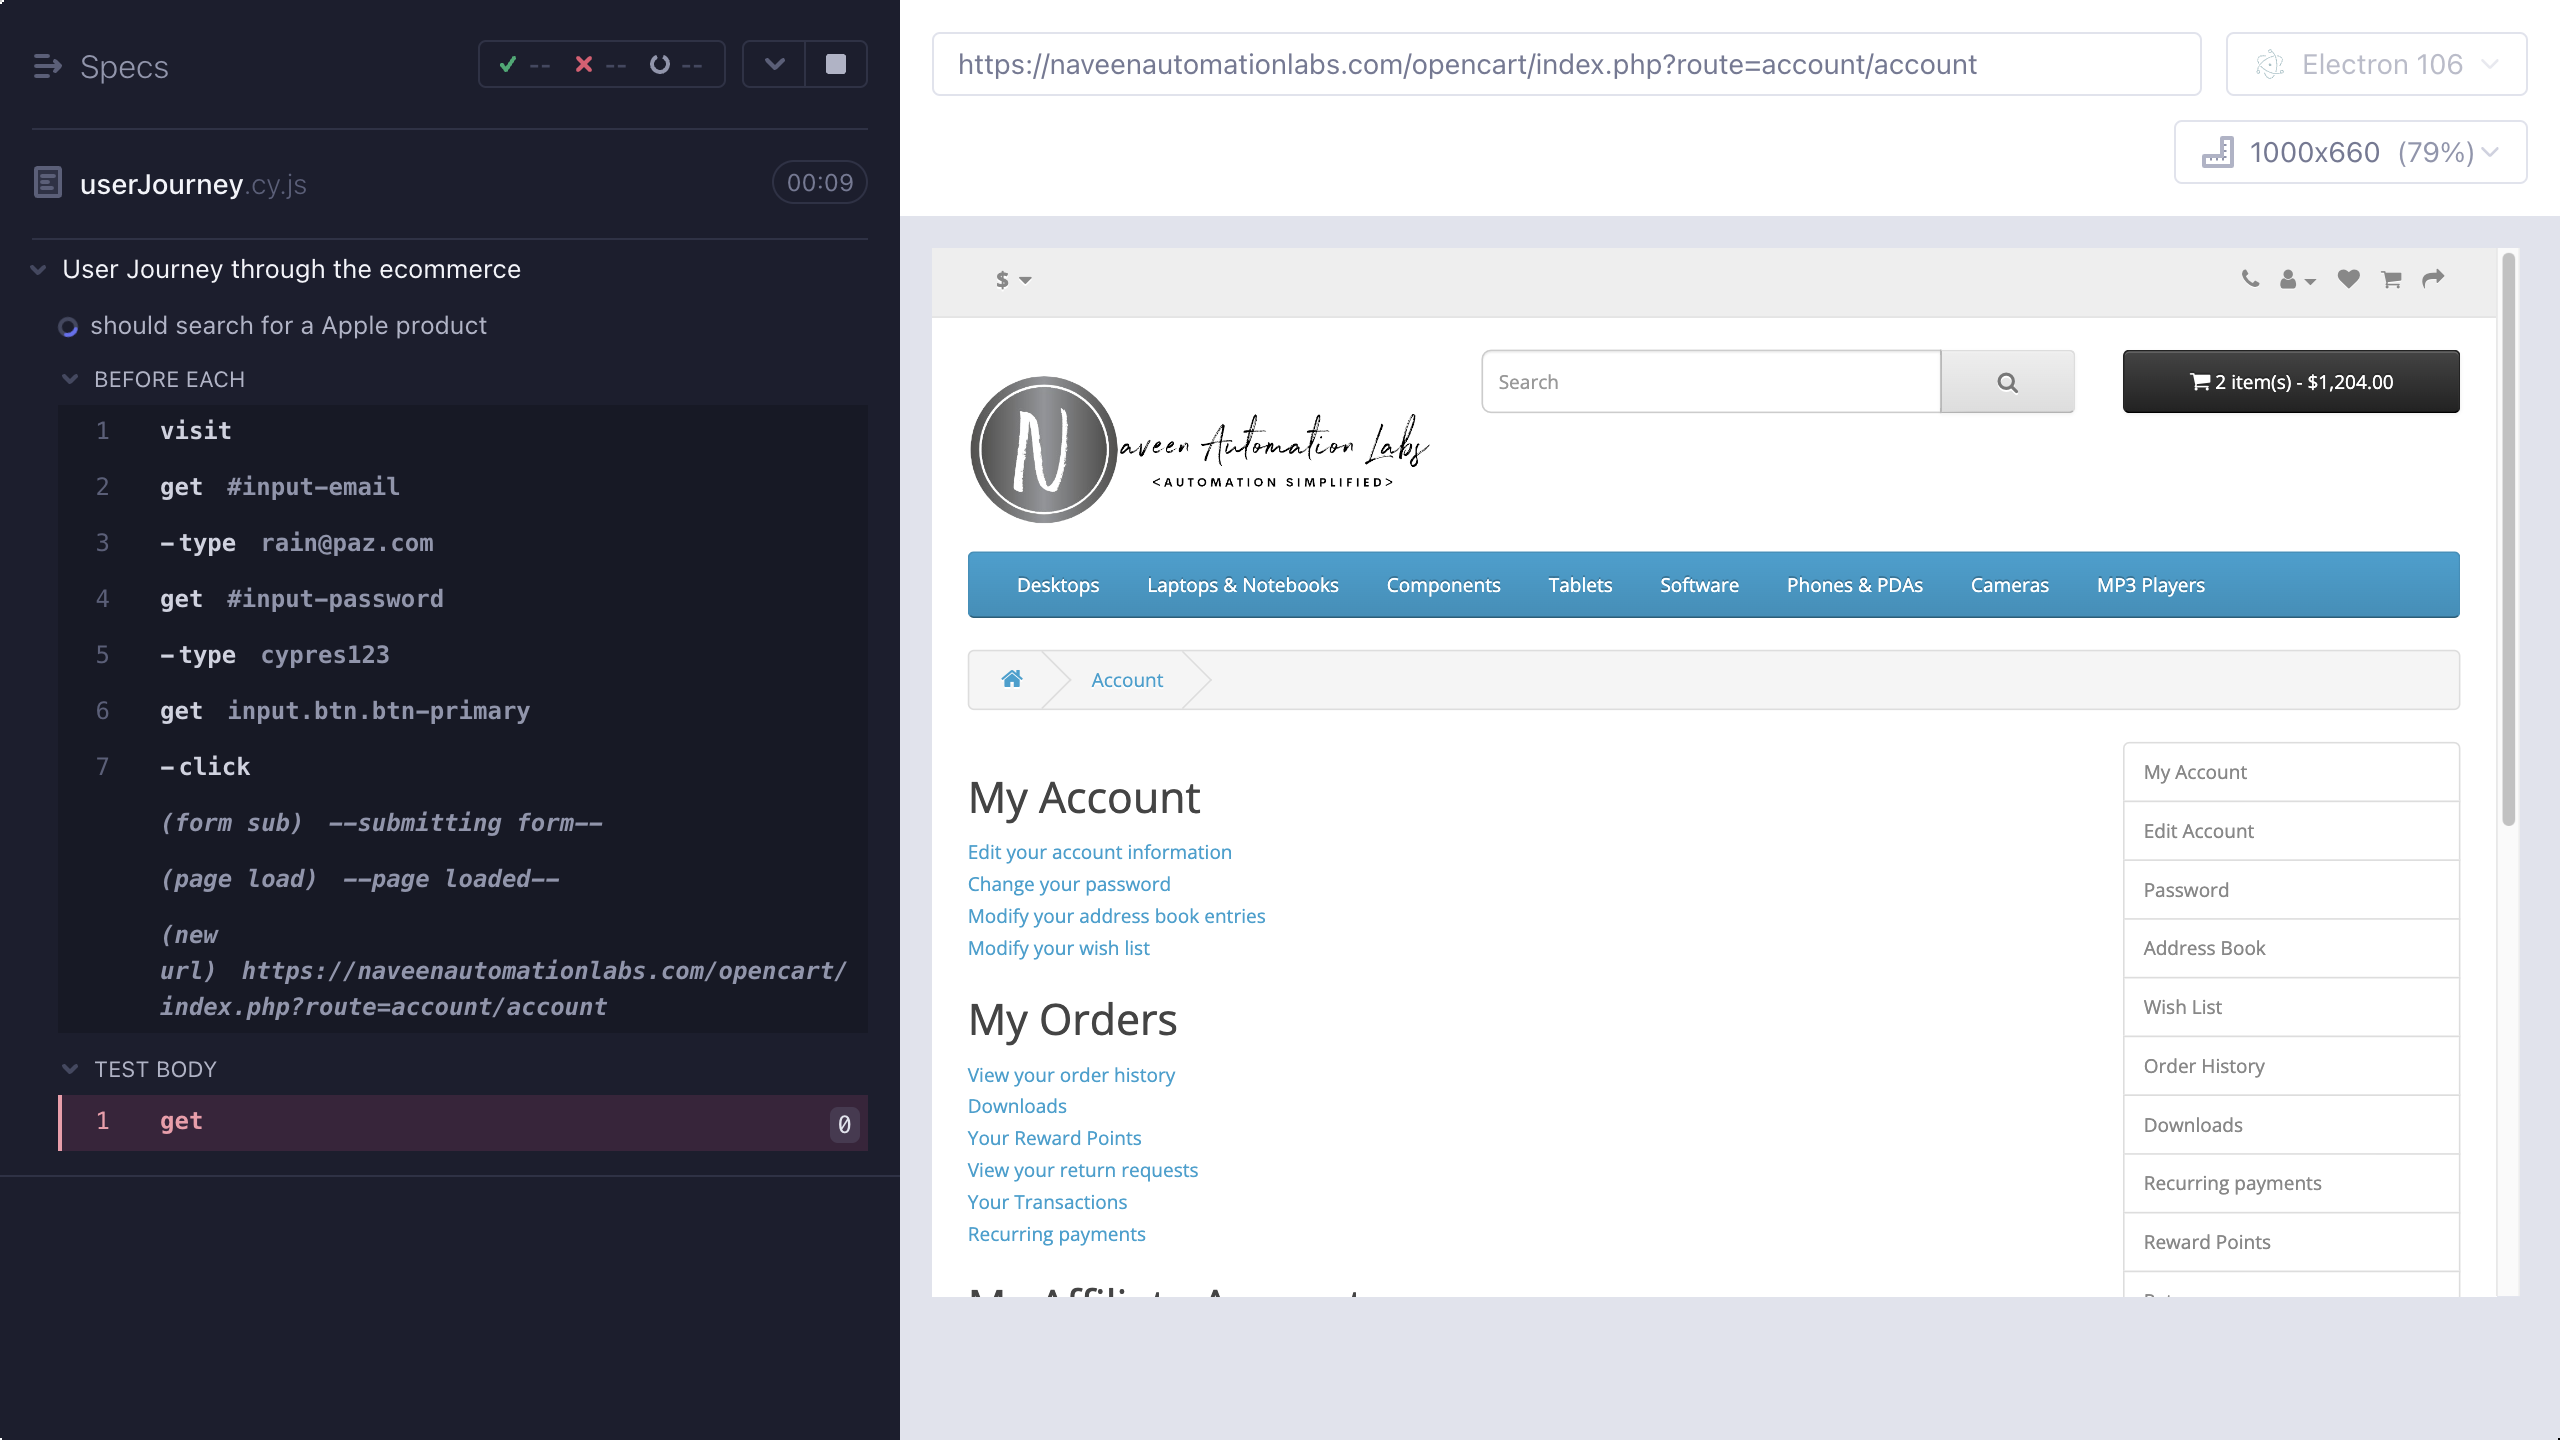 Specs
-- -- --
userJourney.cy.js
00:09
User Journey through the ecommerce
should search for a Apple product
BEFORE EACH
1 visit
2 get #input-email
3 -type rain@paz.com
4 get #input-password
5 -type cypres123
6 get input.btn.btn-primary
7 -click
(form sub) --submitting form--
(page load) --page loaded--
(new
url) https://naveenautomationlabs.com/opencart/
index.php?route=account/account
TEST BODY
1 get 0
https://naveenautomationlabs.com/opencart/index.php?route=account/account
Electron 106
1000x660 (79%)
$
Search
2 item(s) - $1,204.00
N
aveen Automation Labs
<AUTOMATION SIMPLIFIED>
Desktops Laptops & Notebooks Components Tablets Software Phones & PDAs Cameras MP3 Players
Account
My Account
Edit your account information
Change your password
Modify your address book entries
Modify your wish list
My Orders
View your order history
Downloads
Your Reward Points
View your return requests
Your Transactions
Recurring payments
My Affiliate Account
My Account
Edit Account
Password
Address Book
Wish List
Order History
Downloads
Recurring payments
Reward Points